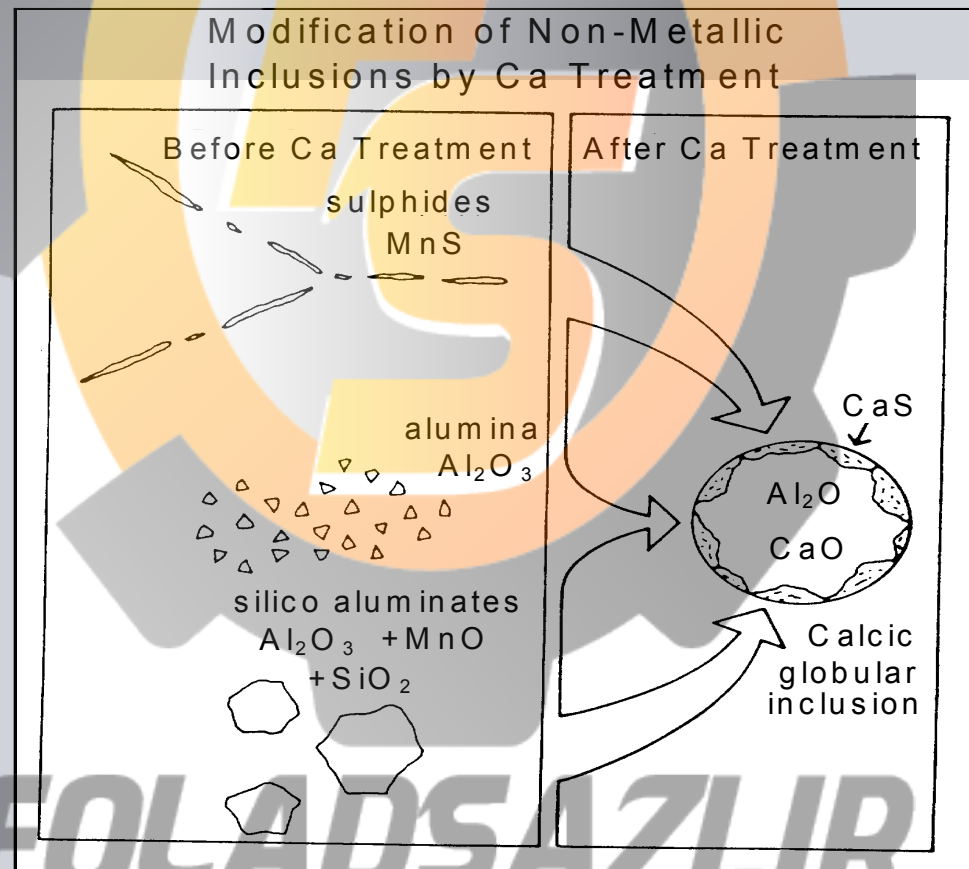 Modification of Non-Metallic
Inclusions by Ca Treatment
Before Ca Treatment
sulphides
MnS
alumina
Al₂O₃
silico aluminates
Al₂O₃ +MnO
+SiO₂
After Ca Treatment
CaS
Al₂O
CaO
Calcic
globular
inclusion
FOLADSAZI.IR